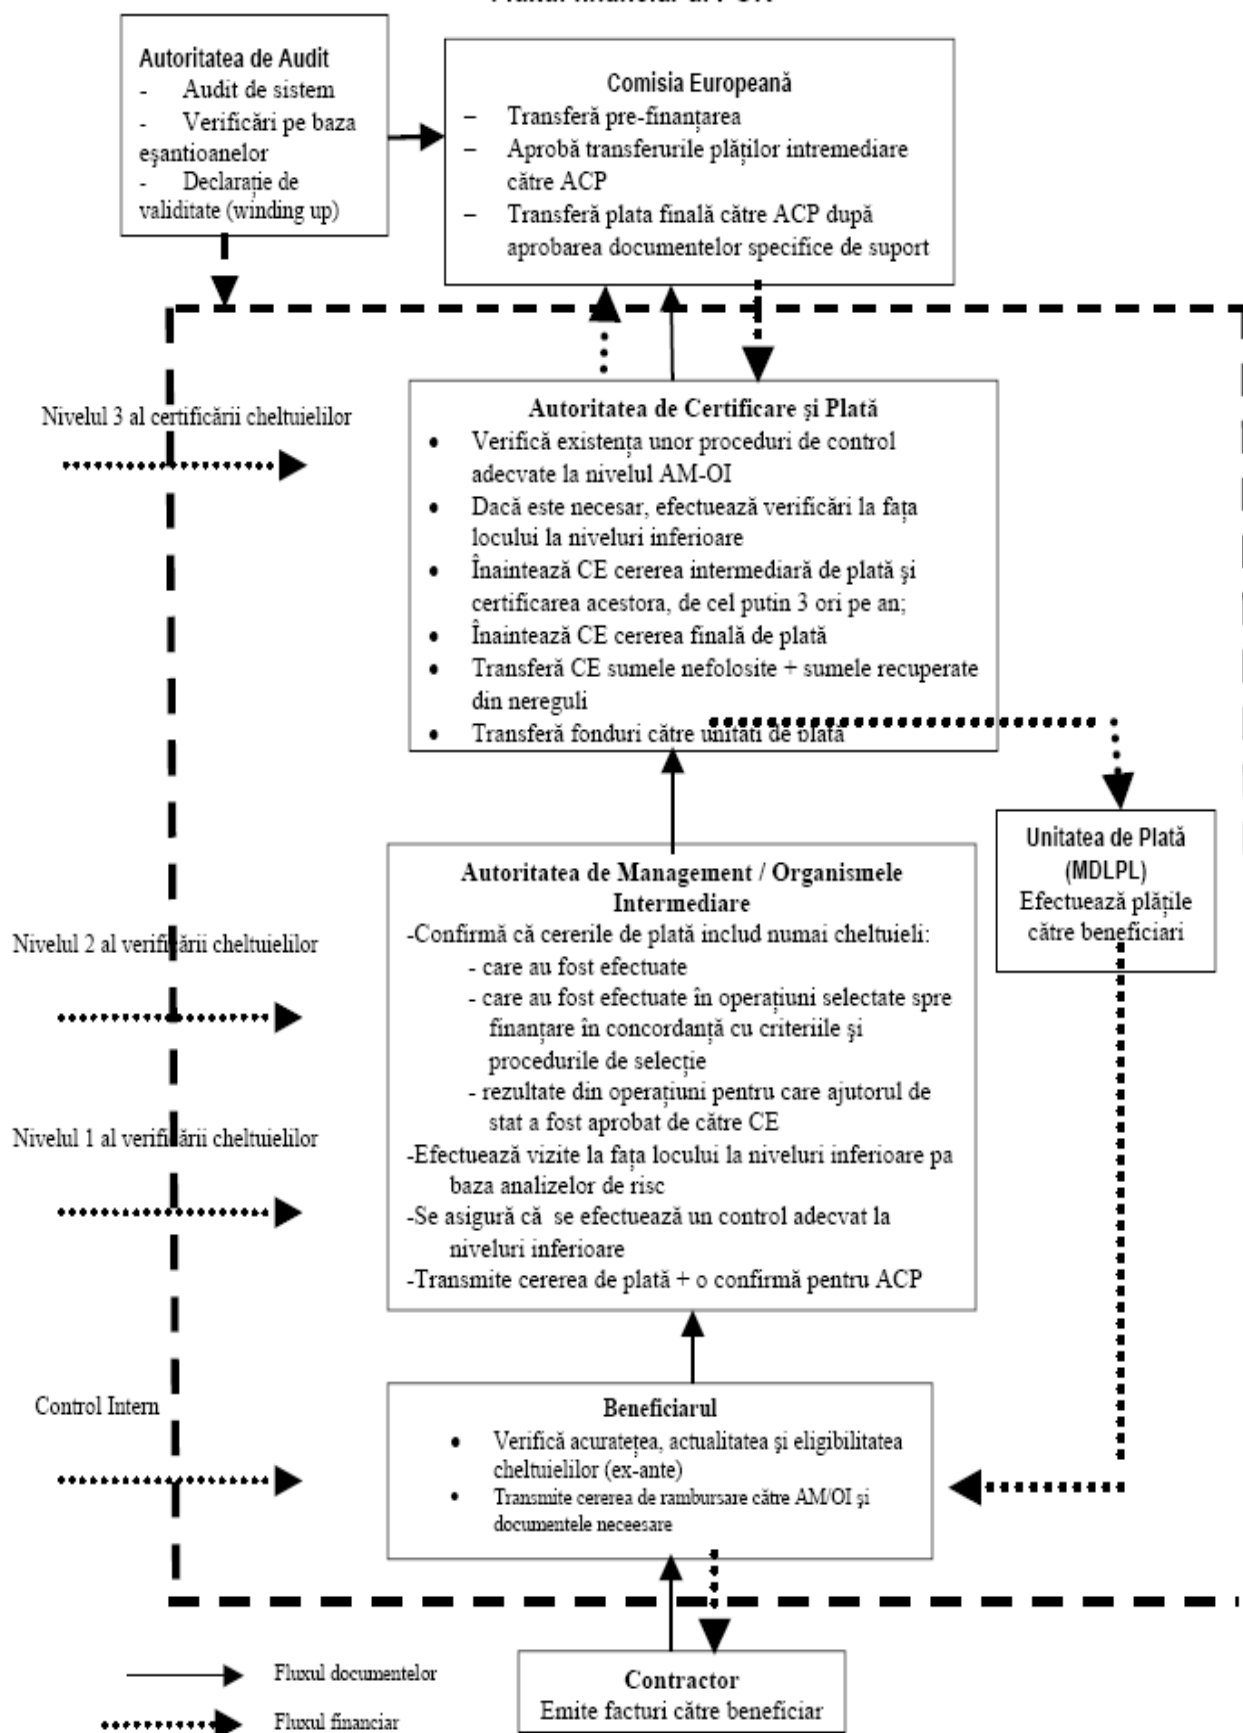 Autoritatea de Audit
- Audit de sistem
- Verificări pe baza
eşantioanelor
- Declaraţie de
validitate (winding up)
Comisia Europeană
– Transferă pre-finanţarea
– Aprobă transferurile plăţilor intremediare
către ACP
– Transferă plata finală către ACP după
aprobarea documentelor specifice de suport
Nivelul 3 al certificării cheltuielilor
Autoritatea de Certificare şi Plată
• Verifică existenţa unor proceduri de control
adecvate la nivelul AM-OI
• Dacă este necesar, efectuează verificări la faţa
locului la niveluri inferioare
• Înaintează CE cererea intermediară de plată şi
certificarea acestora, de cel putin 3 ori pe an;
• Înaintează CE cererea finală de plată
• Transferă CE sumele nefolosite + sumele recuperate
din nereguli
• Transferă fonduri către unitati de plată
Unitatea de Plată
(MDLPL)
Efectuează plăţile
către beneficiari
Autoritatea de Management / Organismele
Intermediare
-Confirmă că cererile de plată includ numai cheltuieli:
- care au fost efectuate
- care au fost efectuate în operaţiuni selectate spre
finanţare în concordanţă cu criteriile şi
procedurile de selecţie
- rezultate din operaţiuni pentru care ajutorul de
stat a fost aprobat de către CE
-Efectuează vizite la faţa locului la niveluri inferioare pa
baza analizelor de risc
-Se asigură că se efectuează un control adecvat la
niveluri inferioare
-Transmite cererea de plată + o confirmă pentru ACP
Nivelul 2 al verificării cheltuielilor
Nivelul 1 al verificării cheltuielilor
Control Intern
Beneficiarul
• Verifică acurateţea, actualitatea şi eligibilitatea
cheltuielilor (ex-ante)
• Transmite cererea de rambursare către AM/OI şi
documentele neceesare
Contractor
Emite facturi către beneficiar
Fluxul documentelor
Fluxul financiar